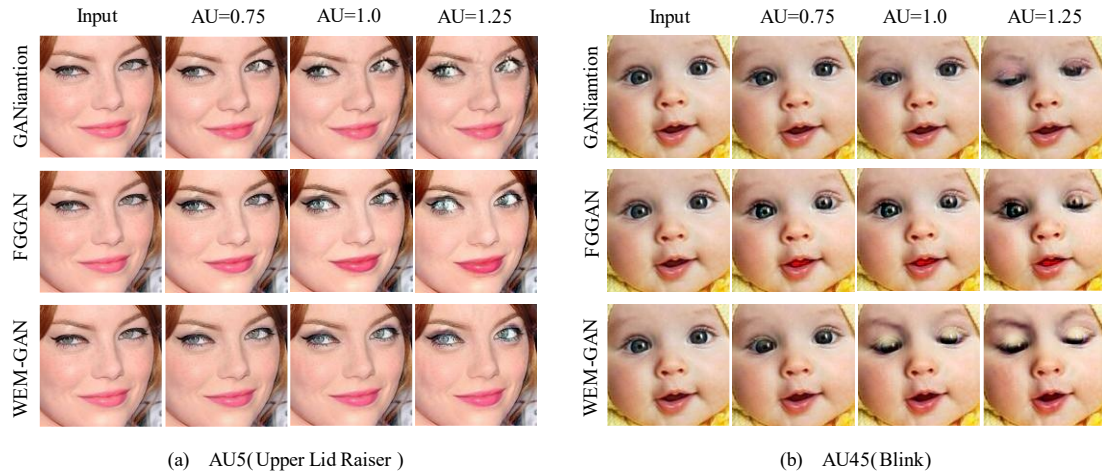 Input AU=0.75 AU=1.0 AU=1.25 Input AU=0.75 AU=1.0 AU=1.25
GANiamtion GANiamtion
FGGAN FGGAN
WEM-GAN WEM-GAN
(a) AU5(Upper Lid Raiser ) (b) AU45(Blink)